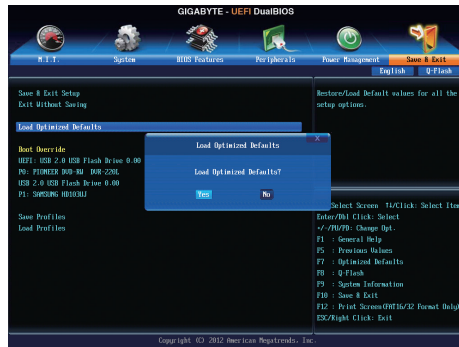 GIGABYTE - UEFI DualBIOS
M.I.T.
System
BIOS Features
Peripherals
Power Management
Save & Exit
English
Q-Flash
Save & Exit Setup
Exit Without Saving
Load Optimized Defaults
Boot Override
UEFI: USB 2.0 USB Flash Drive 0.00
P0: PIONEER DVD-RW DVR-220L
USB 2.0 USB Flash Drive 0.00
P1: SAMSUNG HD103UJ
Save Profiles
Load Profiles
Load Optimized Defaults
X
Load Optimized Defaults?
Yes
No
Restore/Load Default values for all the
setup options.
Select Screen ↑↓/Click: Select Item
Enter/Dbl Click: Select
+/-/PU/PD: Change Opt.
F1 : General Help
F5 : Previous Values
F7 : Optimized Defaults
F8 : Q-Flash
F9 : System Information
F10 : Save & Exit
F12 : Print Screen(FAT16/32 Format Only)
ESC/Right Click: Exit
Copyright (C) 2012 American Megatrends, Inc.